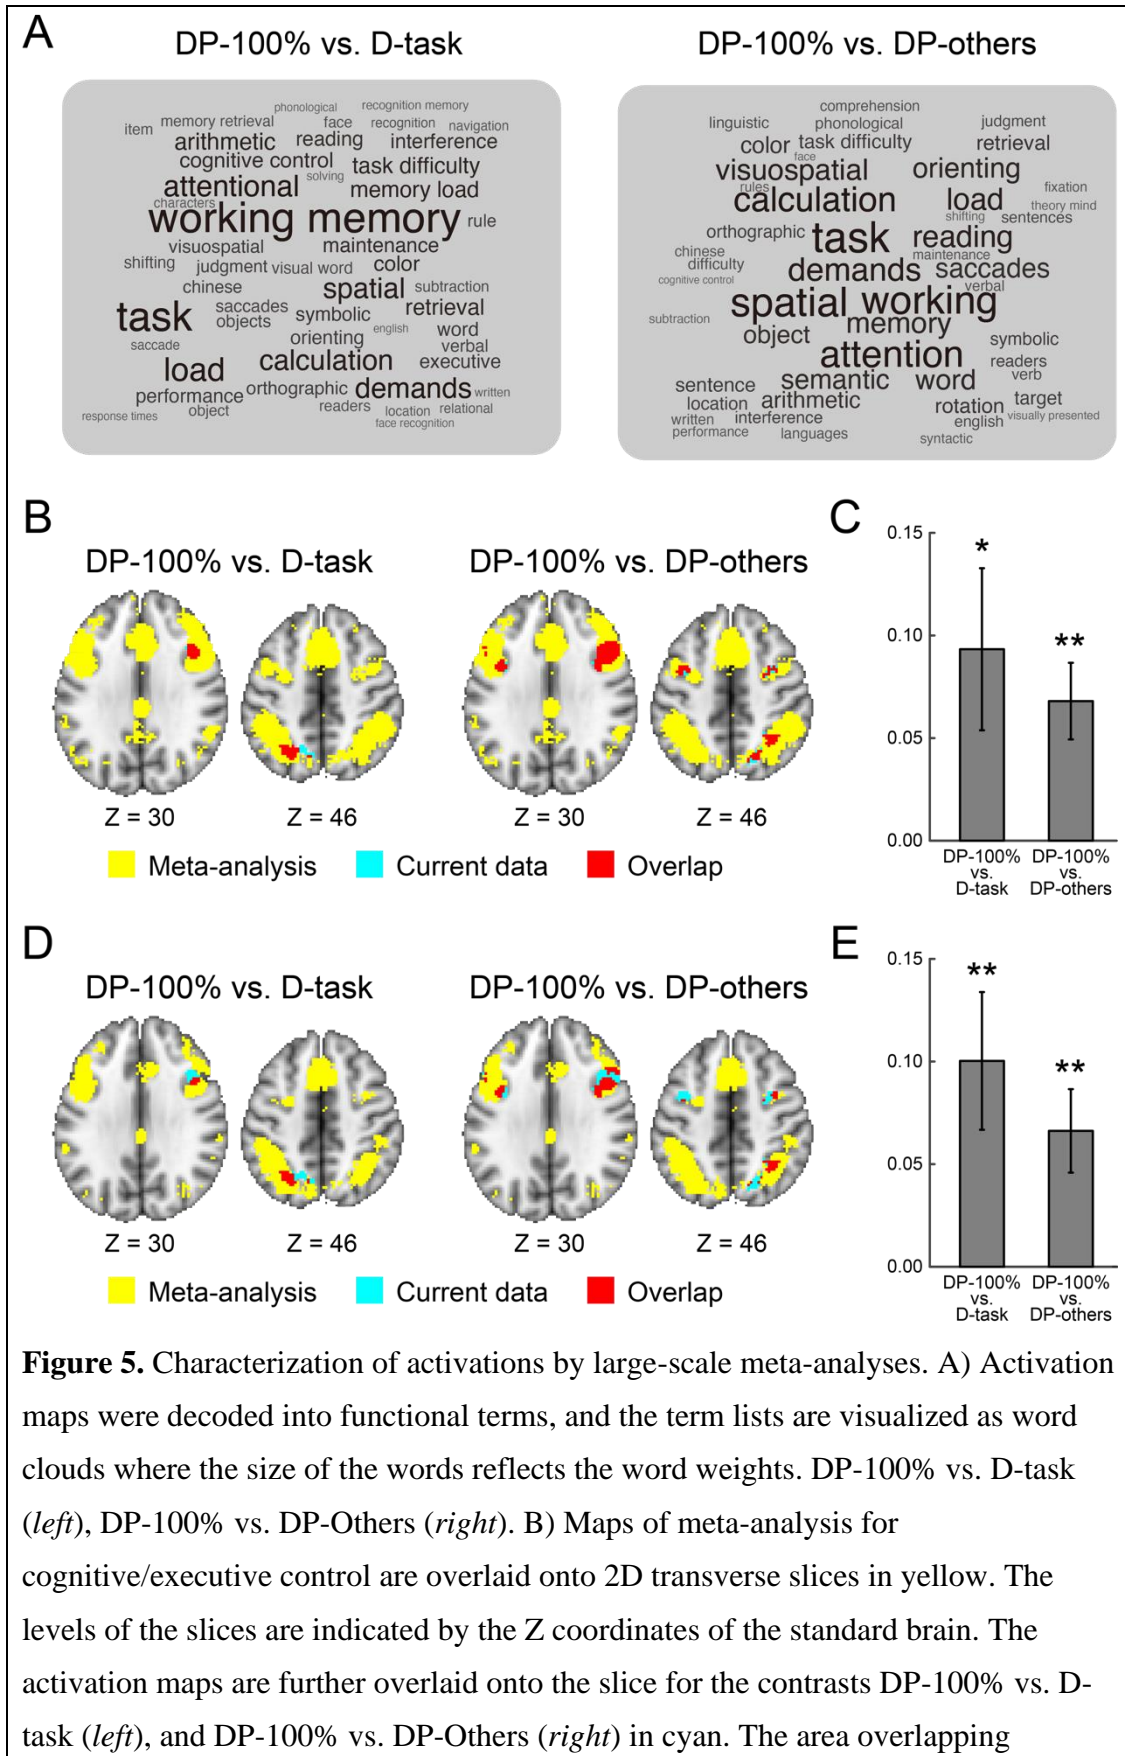 A
DP-100% vs. D-task
DP-100% vs. DP-others
phonological
recognition memory
item
memory retrieval
face
recognition
navigation
arithmetic
reading
interference
cognitive control
task difficulty
solving
attentional
memory load
characters
working memory
rule
visuospatial
maintenance
shifting
judgment
visual word
color
chinese
spatial
subtraction
saccades
retrieval
task
objects
symbolic
english
word
orienting
verbal
saccade
calculation
executive
load
performance
orthographic
demands
written
object
readers
location
relational
response times
face recognition
comprehension
linguistic
phonological
judgment
color
task difficulty
retrieval
face
visuospatial
orienting
rules
fixation
calculation
load
theory mind
shifting
sentences
orthographic
task
reading
chinese
maintenance
difficulty
demands
saccades
cognitive control
verbal
spatial
working
subtraction
memory
object
symbolic
attention
readers
verb
sentence
semantic
word
location
arithmetic
rotation
target
written
interference
english
visually presented
performance
languages
syntactic
B
DP-100% vs. D-task
DP-100% vs. DP-others
Z = 30
Z = 46
Z = 30
Z = 46
Meta-analysis
Current data
Overlap
C
0.15
0.10
0.05
0.00
*
**
DP-100%
vs.
D-task
DP-100%
vs.
DP-others
D
DP-100% vs. D-task
DP-100% vs. DP-others
Z = 30
Z = 46
Z = 30
Z = 46
Meta-analysis
Current data
Overlap
E
0.15
0.10
0.05
0.00
**
**
DP-100%
vs.
D-task
DP-100%
vs.
DP-others
Figure 5. Characterization of activations by large-scale meta-analyses. A) Activation
maps were decoded into functional terms, and the term lists are visualized as word
clouds where the size of the words reflects the word weights. DP-100% vs. D-task
(left), DP-100% vs. DP-Others (right). B) Maps of meta-analysis for
cognitive/executive control are overlaid onto 2D transverse slices in yellow. The
levels of the slices are indicated by the Z coordinates of the standard brain. The
activation maps are further overlaid onto the slice for the contrasts DP-100% vs. D-
task (left), and DP-100% vs. DP-Others (right) in cyan. The area overlapping